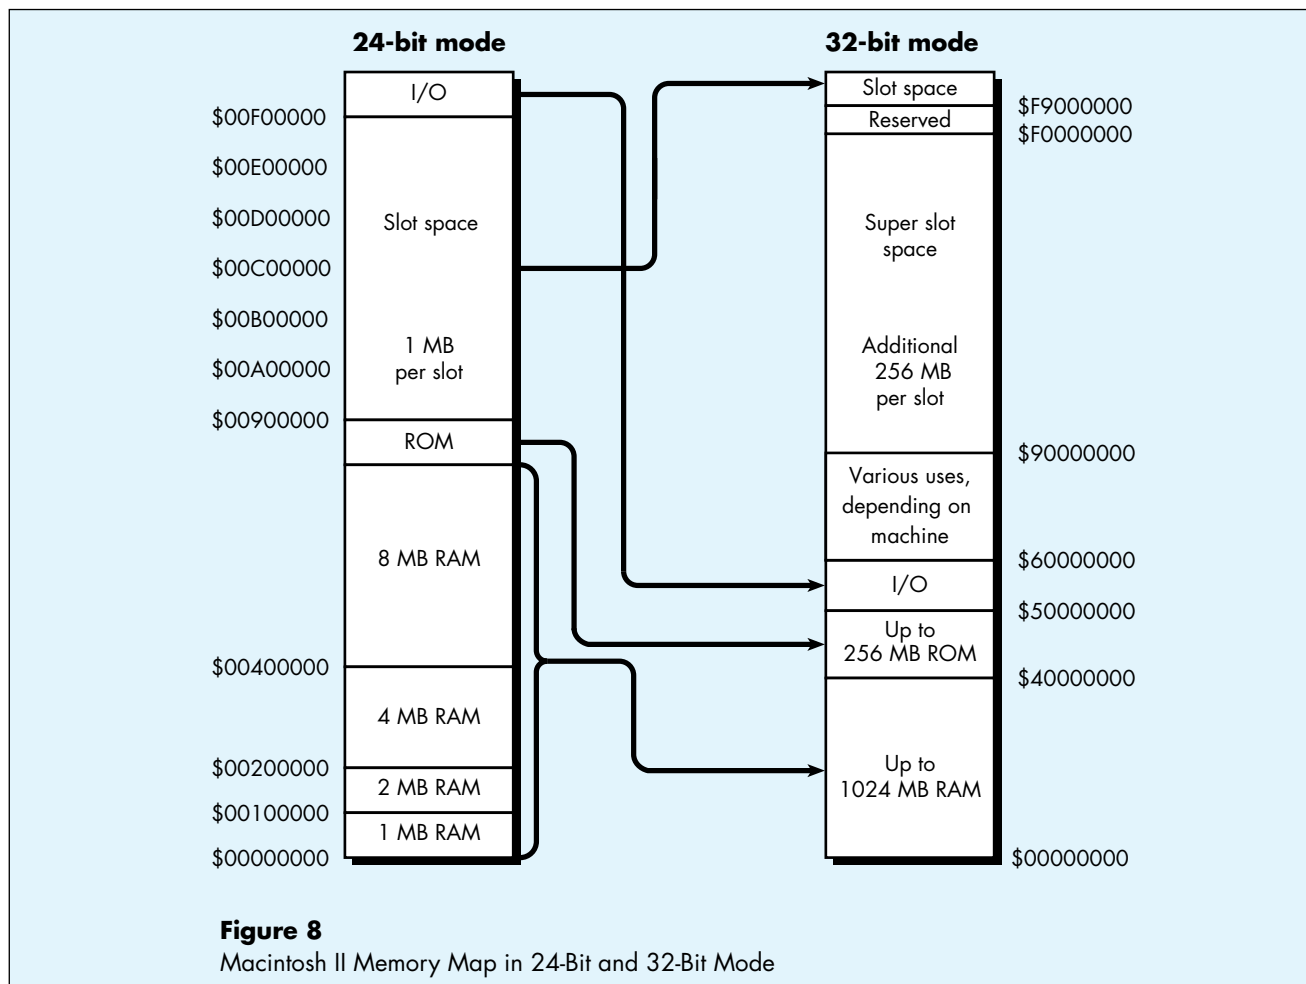 24-bit mode
I/O
$00F00000
$00E00000
$00D00000
Slot space
$00C00000
$00B00000
1 MB
per slot
$00A00000
$00900000
ROM
8 MB RAM
$00400000
4 MB RAM
$00200000
2 MB RAM
$00100000
1 MB RAM
$00000000
32-bit mode
Slot space
$F9000000
Reserved
$F0000000
Super slot
space
Additional
256 MB
per slot
$90000000
Various uses,
depending on
machine
$60000000
I/O
$50000000
Up to
256 MB ROM
$40000000
Up to
1024 MB RAM
$00000000
Figure 8
Macintosh II Memory Map in 24-Bit and 32-Bit Mode